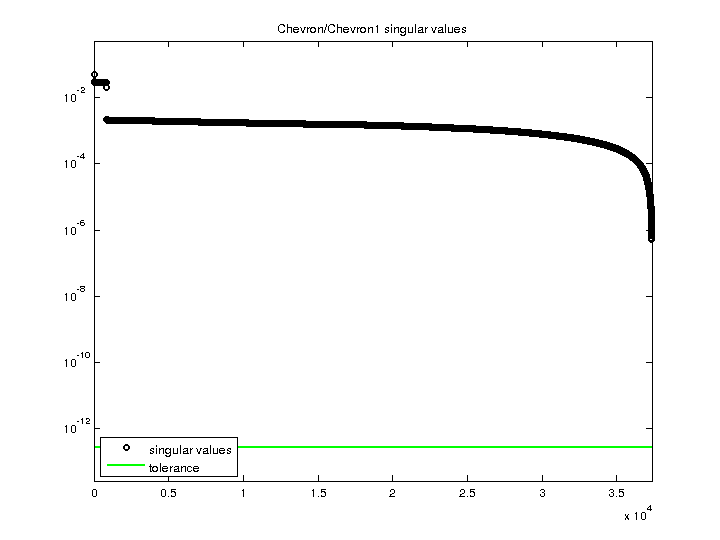 Chevron/Chevron1 singular values
10^-2
10^-4
10^-6
10^-8
10^-10
10^-12
singular values
tolerance
0 0.5 1 1.5 2 2.5 3 3.5
x 10^4